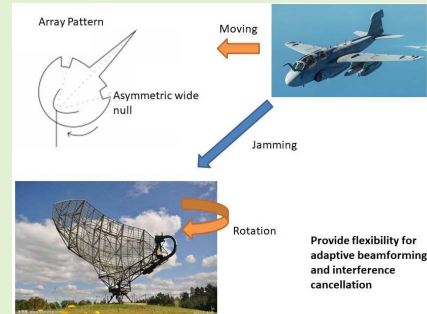 Array Pattern
Moving
Asymmetric wide
null
Jamming
Rotation
Provide flexibility for
adaptive beamforming
and interference
cancellation